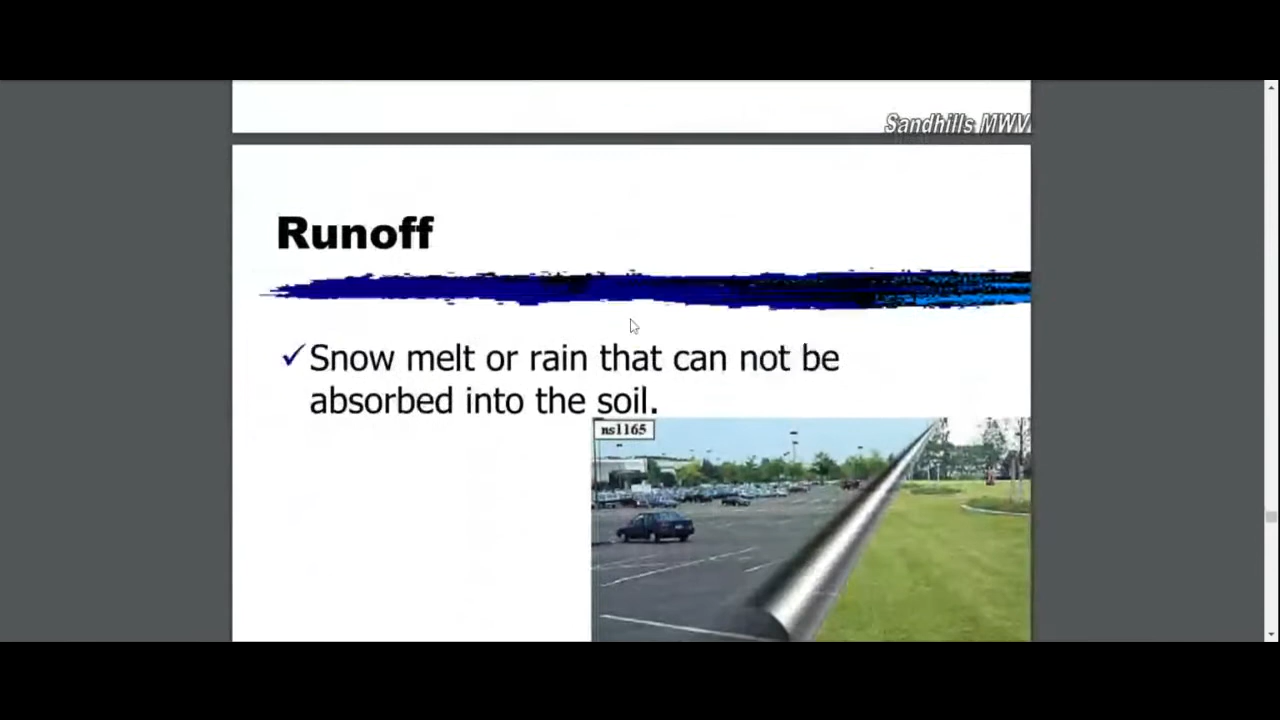 Sandhills MWV
Runoff
✓Snow melt or rain that can not be
absorbed into the soil.
ns1165